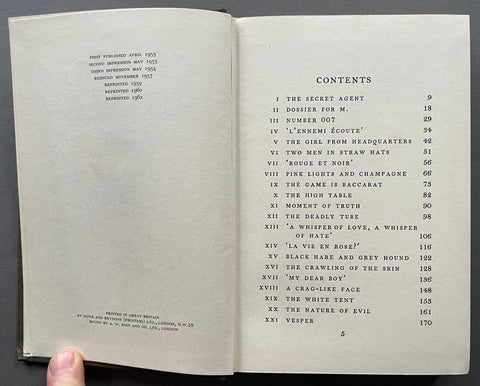 FIRST PUBLISHED APRIL 1953
SECOND IMPRESSION MAY 1953
THIRD IMPRESSION MAY 1954
REISSUED NOVEMBER 1957
REPRINTED 1959
REPRINTED 1960
REPRINTED 1962
PRINTED IN GREAT BRITAIN
BY LOWE AND BRYDONE (PRINTERS) LTD., LONDON, N.W.10
BOUND BY A. W. BAIN AND CO. LTD., LONDON
CONTENTS
I THE SECRET AGENT 9
II DOSSIER FOR M. 18
III NUMBER 007 29
IV 'L'ENNEMI ÉCOUTE' 34
V THE GIRL FROM HEADQUARTERS 42
VI TWO MEN IN STRAW HATS 51
VII 'ROUGE ET NOIR' 56
VIII PINK LIGHTS AND CHAMPAGNE 66
IX THE GAME IS BACCARAT 73
X THE HIGH TABLE 82
XI MOMENT OF TRUTH 90
XII THE DEADLY TUBE 98
XIII 'A WHISPER OF LOVE, A WHISPER
OF HATE' 106
XIV 'LA VIE EN ROSE?' 116
XV BLACK HARE AND GREY HOUND 122
XVI THE CRAWLING OF THE SKIN 128
XVII 'MY DEAR BOY' 136
XVIII A CRAG-LIKE FACE 148
XIX THE WHITE TENT 153
XX THE NATURE OF EVIL 161
XXI VESPER 170
5